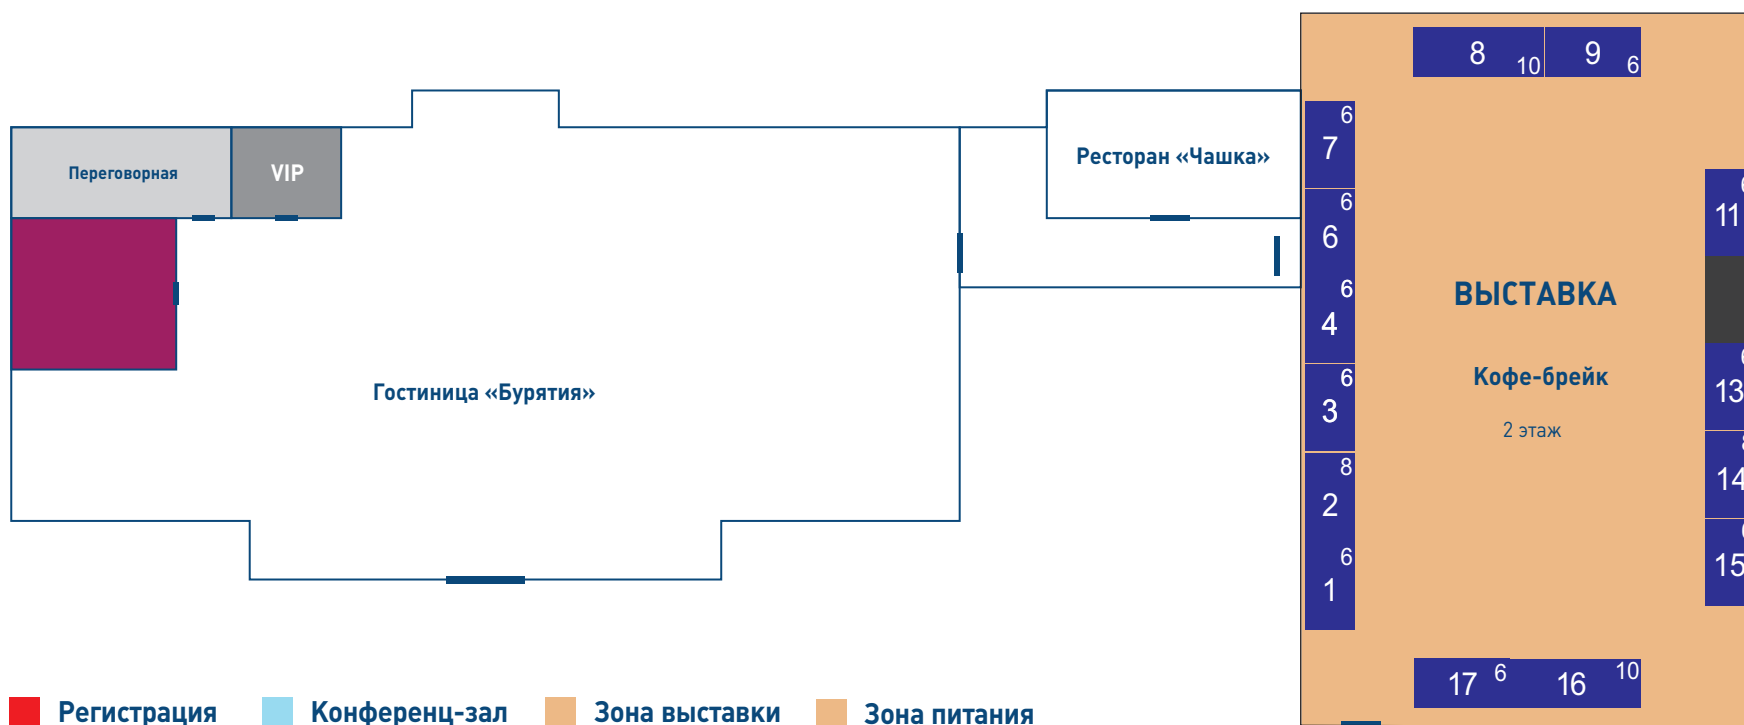 8 10 9 6
6
7
Переговорная
VIP
Ресторан «Чашка»
6
6
11
6
4
ВЫСТАВКА
6
3
Кофе-брейк
13
2 этаж
Гостиница «Бурятия»
8
2
14
6
1
15
17 6 16 10
Регистрация Конференц-зал Зона выставки Зона питания